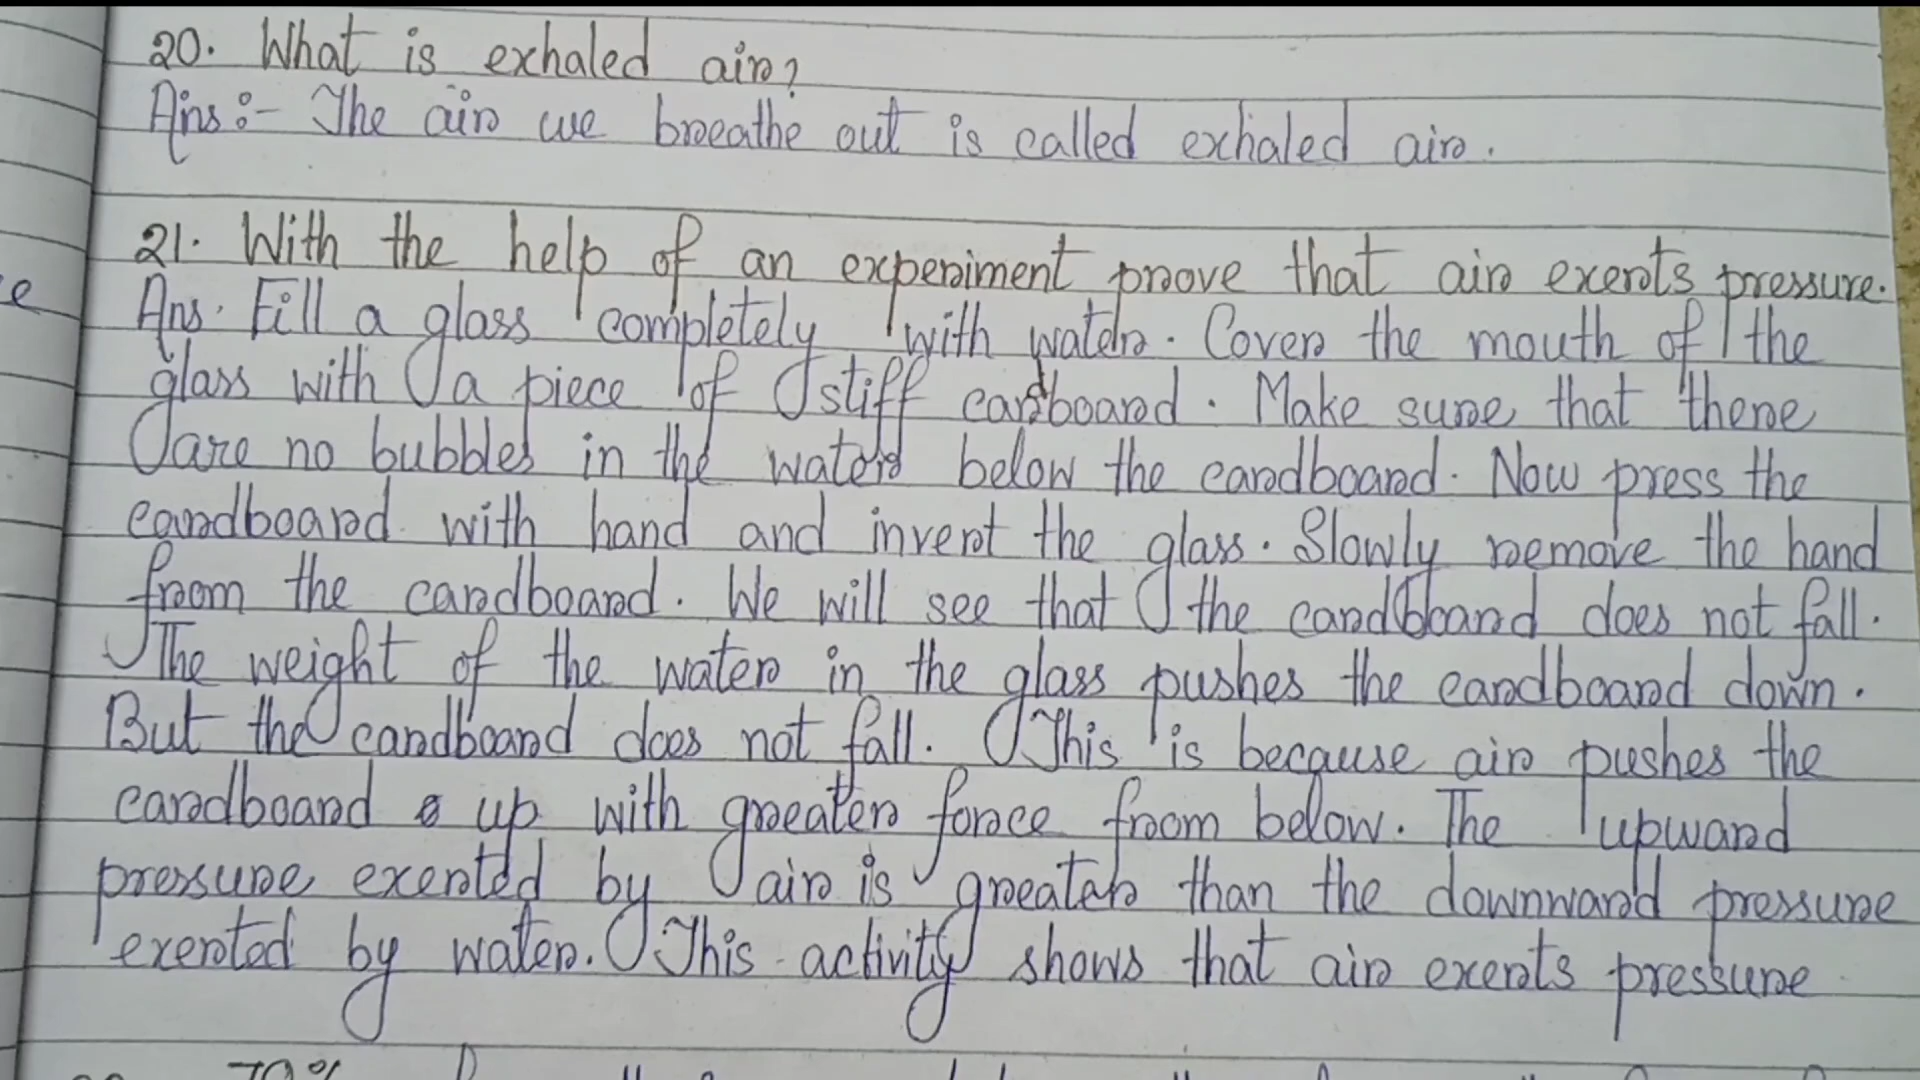 20. What is exhaled air?
Ans:- The air we breathe out is called exhaled air.
21. With the help of an experiment prove that air exerts pressure.
e
Ans. Fill a glass completely with water. Cover the mouth of the
glass with a piece of stiff cardboard. Make sure that there
are no bubbles in the water below the cardboard. Now press the
cardboard with hand and invert the glass. Slowly remove the hand
from the cardboard. We will see that the cardboard does not fall.
The weight of the water in the glass pushes the cardboard down.
But the cardboard does not fall. This is because air pushes the
cardboard up with greater force from below. The upward
pressure exerted by air is greater than the downward pressure
exerted by water. This activity shows that air exerts pressure